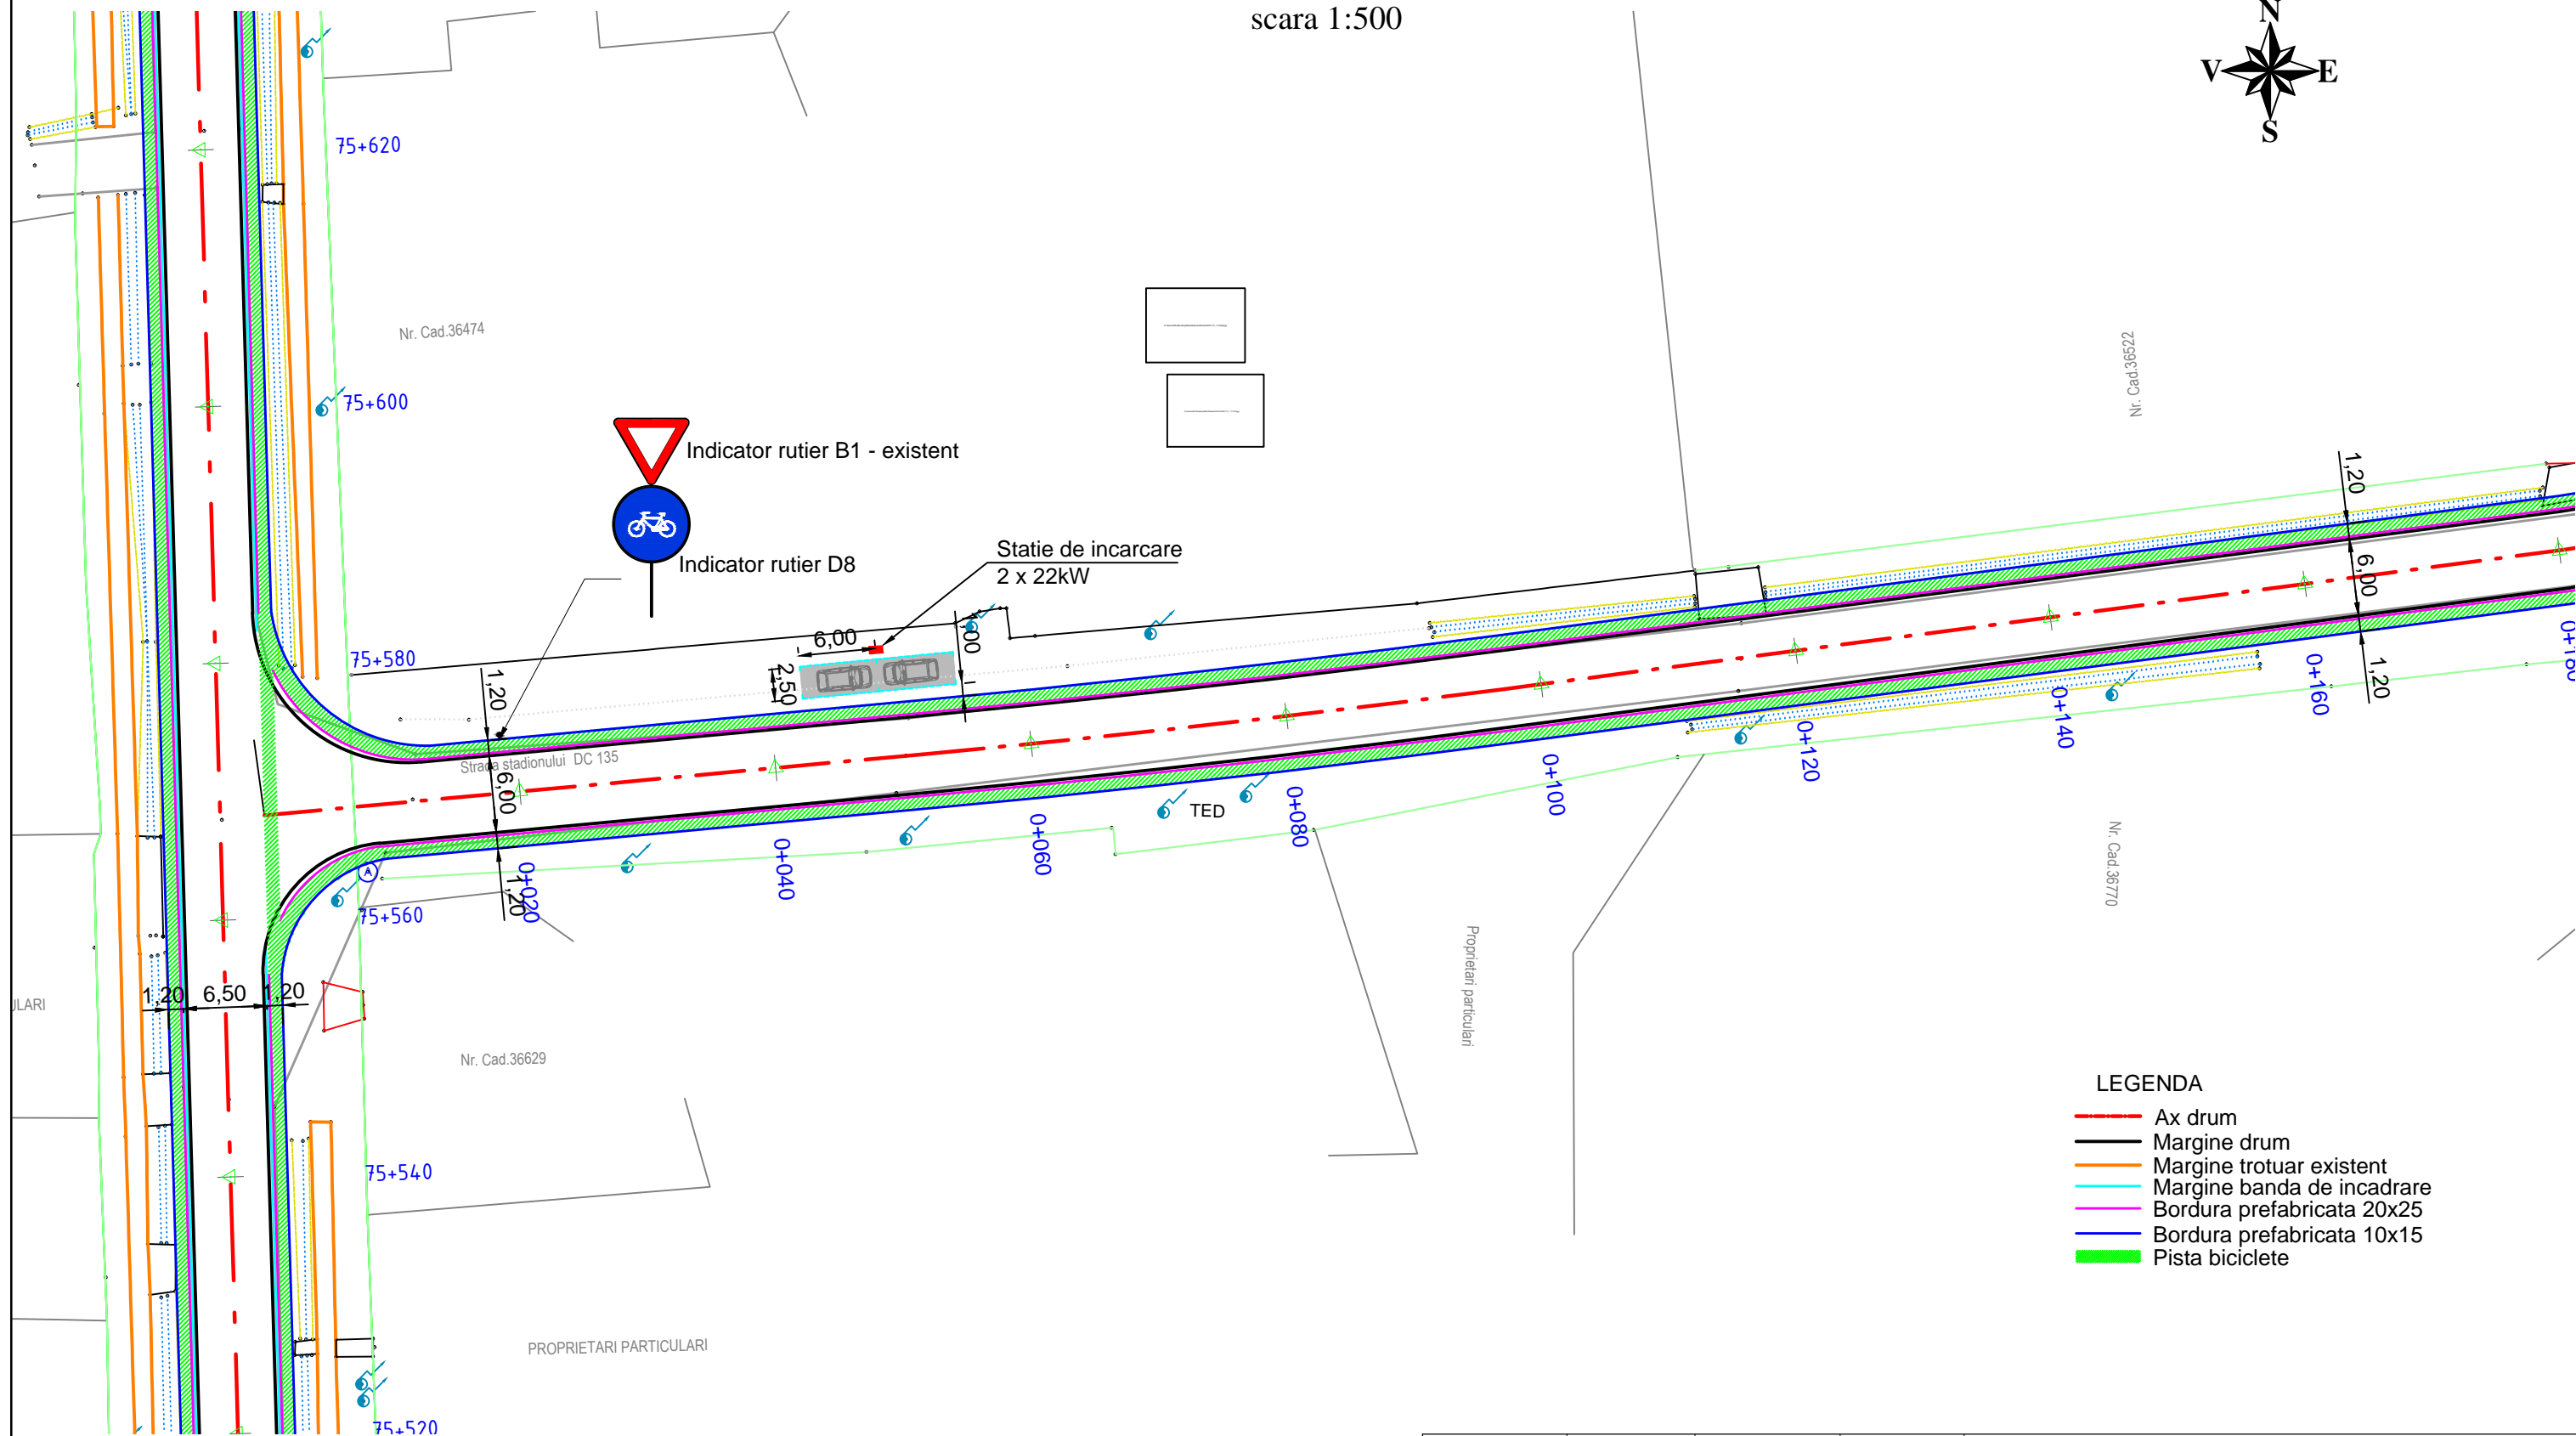 scara 1:500
N
V
E
S
75+620
Nr. Cad.36474
75+600
Indicator rutier B1 - existent
Indicator rutier D8
Statie de incarcare
2 x 22kW
Nr. Cad.36522
1,20
6,00
1,20
75+580
1,20
6,00
1,20
6,00
2,50
Strada stadionului DC 135
TED
0+020
0+040
0+060
0+080
0+100
0+120
0+140
0+160
A
75+560
1,20
6,50
1,20
Nr. Cad.36629
Proprietari particulari
Nr. Cad.36770
75+540
PROPRIETARI PARTICULARI
75+520
LEGENDA
Ax drum
Margine drum
Margine trotuar existent
Margine banda de incadrare
Bordura prefabricata 20x25
Bordura prefabricata 10x15
Pista biciclete